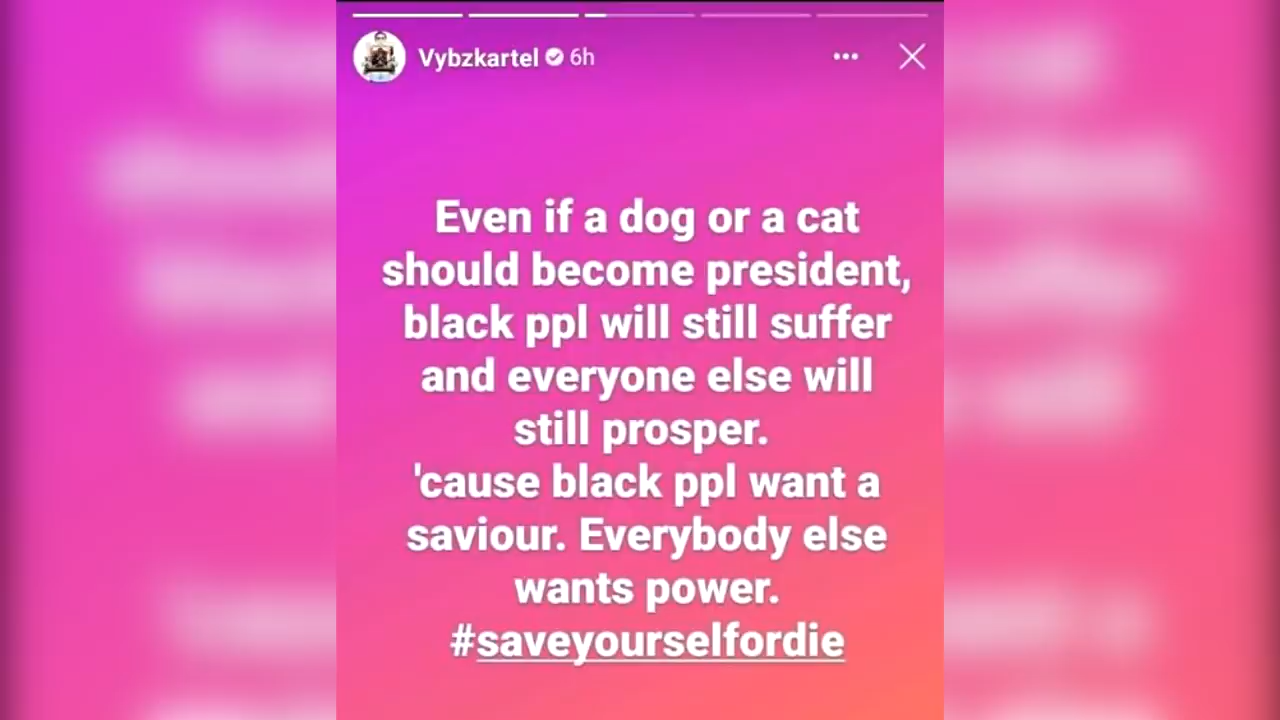 Vybzkartel 6h
Even if a dog or a cat
should become president,
black ppl will still suffer
and everyone else will
still prosper.
'cause black ppl want a
saviour. Everybody else
wants power.
#saveyourselfordie